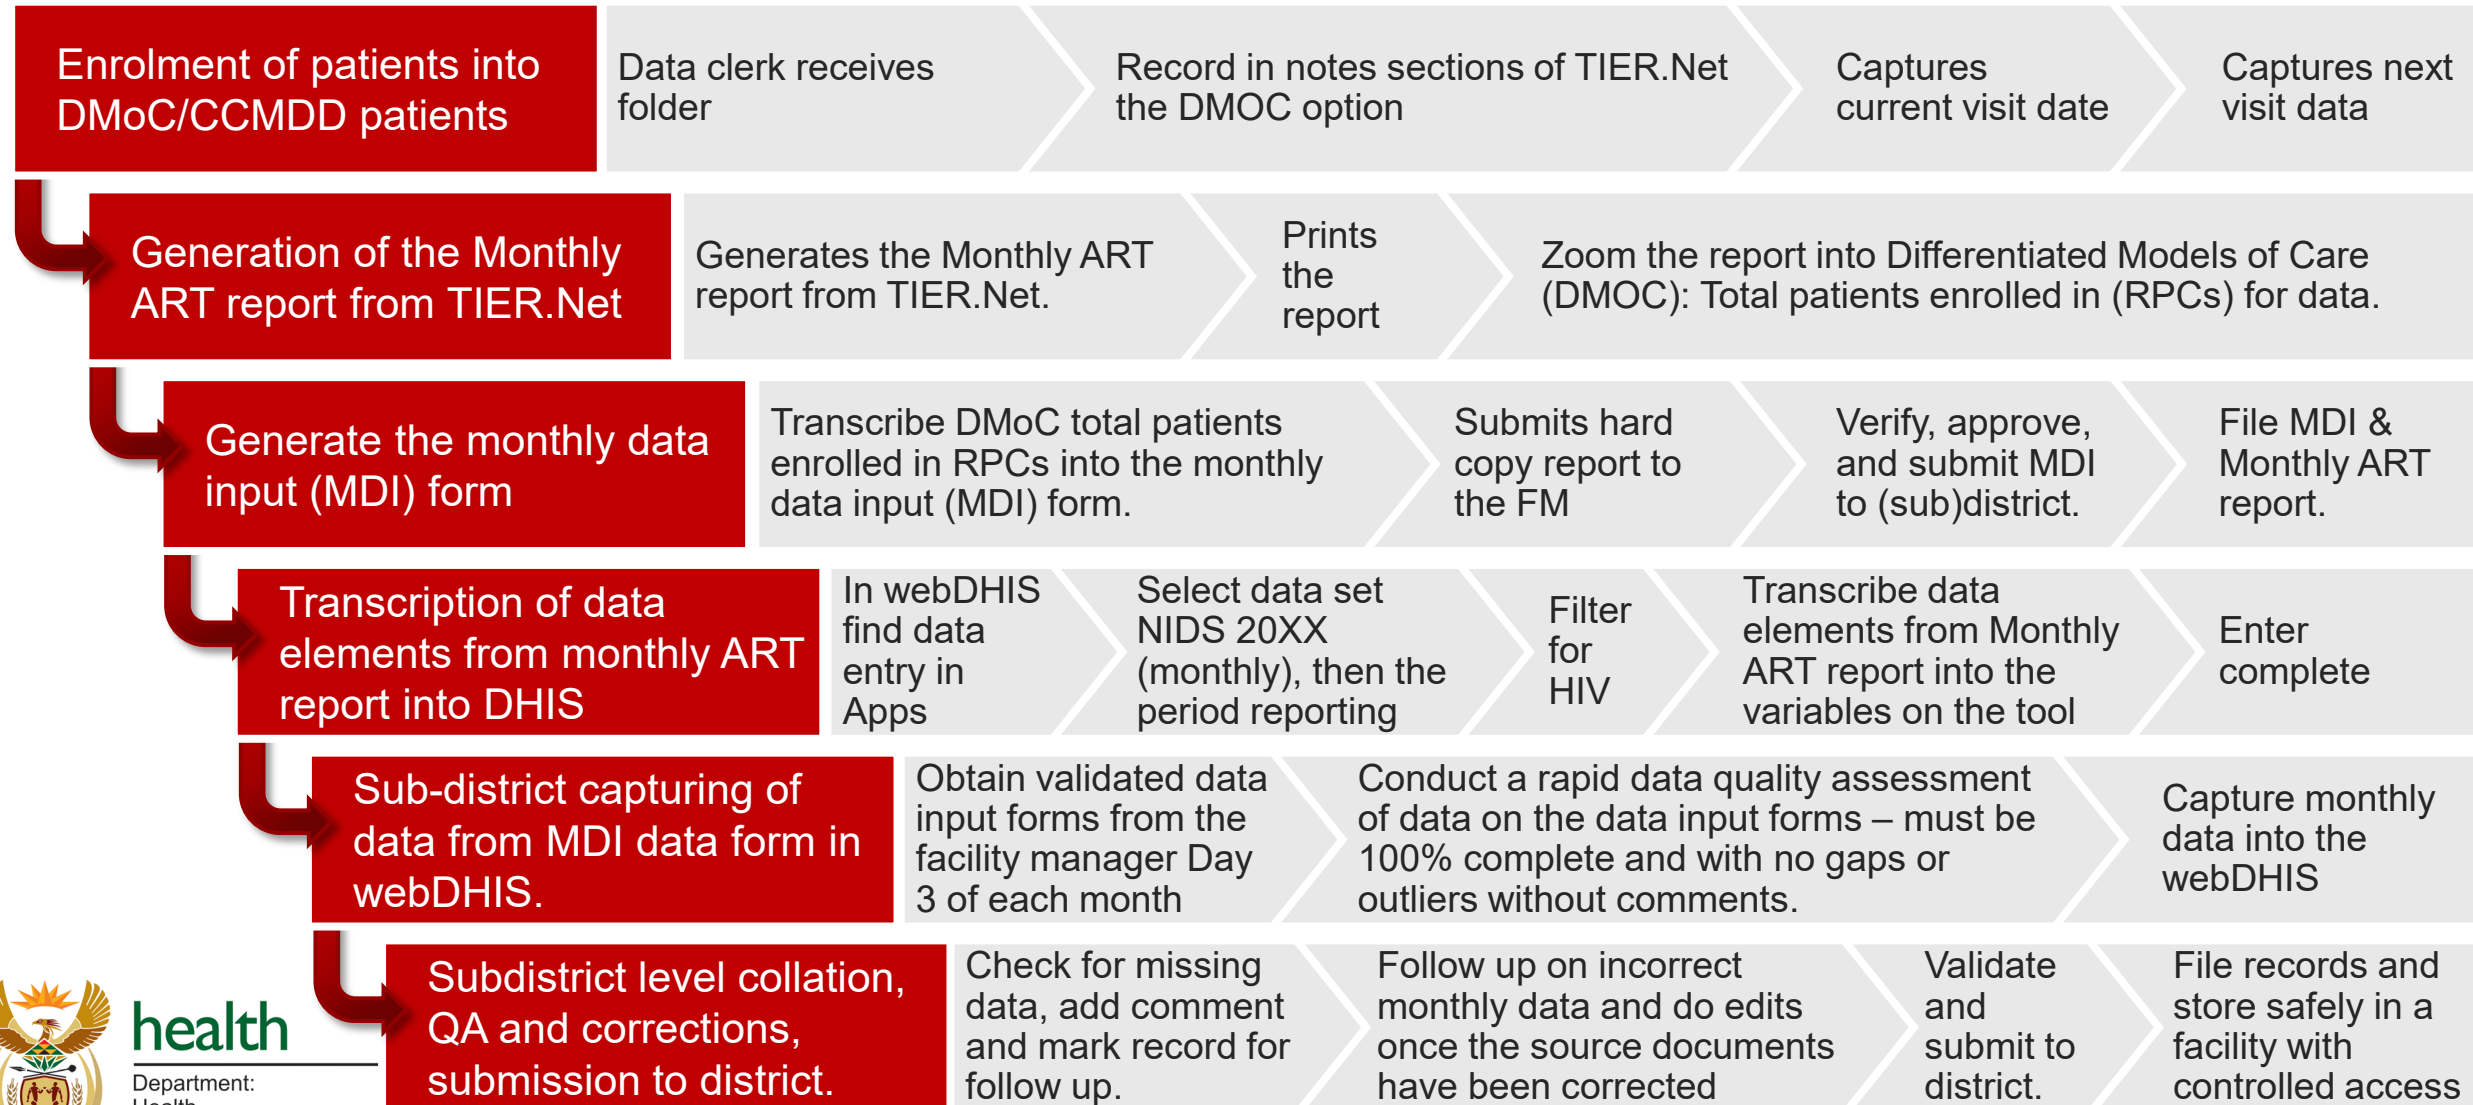 Enrolment of patients into
DMoC/CCMDD patients
Data clerk receives
folder
Record in notes sections of TIER.Net
the DMOC option
Captures
current visit date
Captures next
visit data
Generation of the Monthly
ART report from TIER.Net
Generates the Monthly ART
report from TIER.Net.
Prints
the
report
Zoom the report into Differentiated Models of Care
(DMOC): Total patients enrolled in (RPCs) for data.
Generate the monthly data
input (MDI) form
Transcribe DMoC total patients
enrolled in RPCs into the monthly
data input (MDI) form.
Submits hard
copy report to
the FM
Verify, approve,
and submit MDI
to (sub)district.
File MDI &
Monthly ART
report.
Transcription of data
elements from monthly ART
report into DHIS
In webDHIS
find data
entry in
Apps
Select data set
NIDS 20XX
(monthly), then the
period reporting
Filter
for
HIV
Transcribe data
elements from Monthly
ART report into the
variables on the tool
Enter
complete
Sub-district capturing of
data from MDI data form in
webDHIS.
Obtain validated data
input forms from the
facility manager Day
3 of each month
Conduct a rapid data quality assessment
of data on the data input forms – must be
100% complete and with no gaps or
outliers without comments.
Capture monthly
data into the
webDHIS
Subdistrict level collation,
QA and corrections,
submission to district.
Check for missing
data, add comment
and mark record for
follow up.
Follow up on incorrect
monthly data and do edits
once the source documents
have been corrected
Validate
and
submit to
district.
File records and
store safely in a
facility with
controlled access
health
Department:
Health